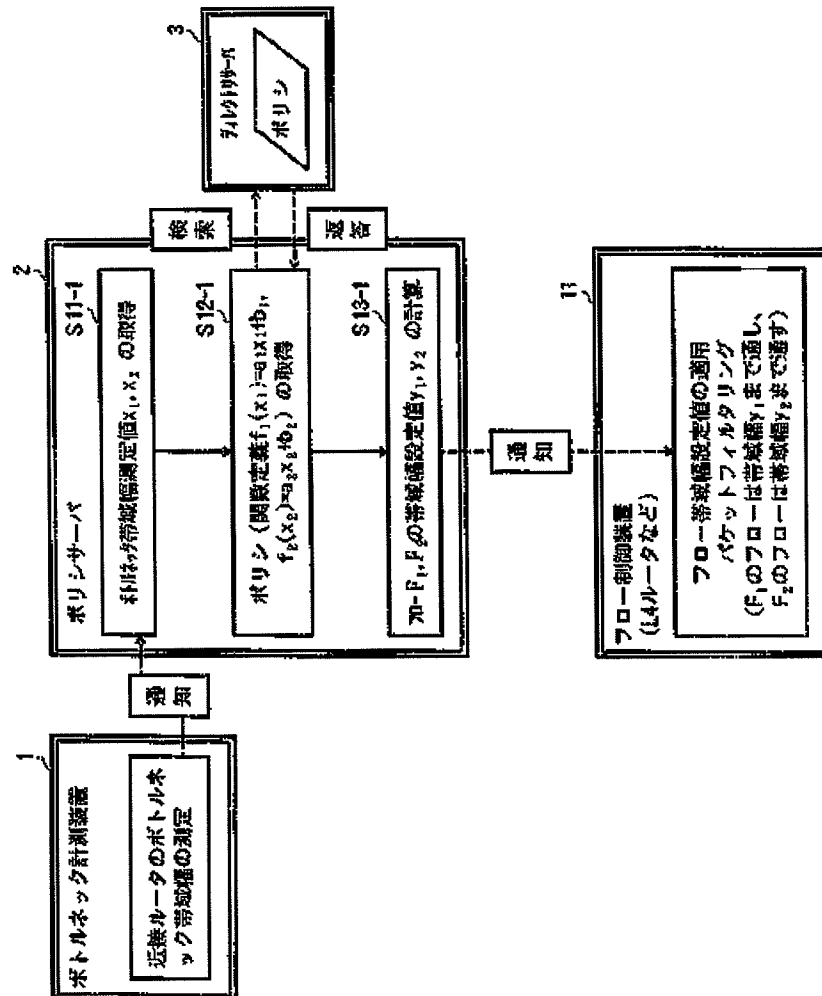 1
ボトルネック計測装置
近接ルータのボトルネ
ック帯域幅の測定
通知
2
ポリシサーバ
S11-1
ボトルネック帯域幅測定値x₁, x₂ の取得
S12-1
ポリシ (関数定義f₁(x₁)=a₁x₁+b₁,
f₂(x₂)=a₂x₂+b₂) の取得
S13-1
フローF₁, F₂の帯域幅設定値y₁, y₂ の計算
検索
返答
3
ディレクトリサーバ
ポリシ
通知
11
フロー制御装置
(L4ルータなど)
フロー帯域幅設定値の適用
パケットフィルタリング
(F₁のフローは帯域幅y₁まで通し、
F₂のフローは帯域幅y₂まで通す)